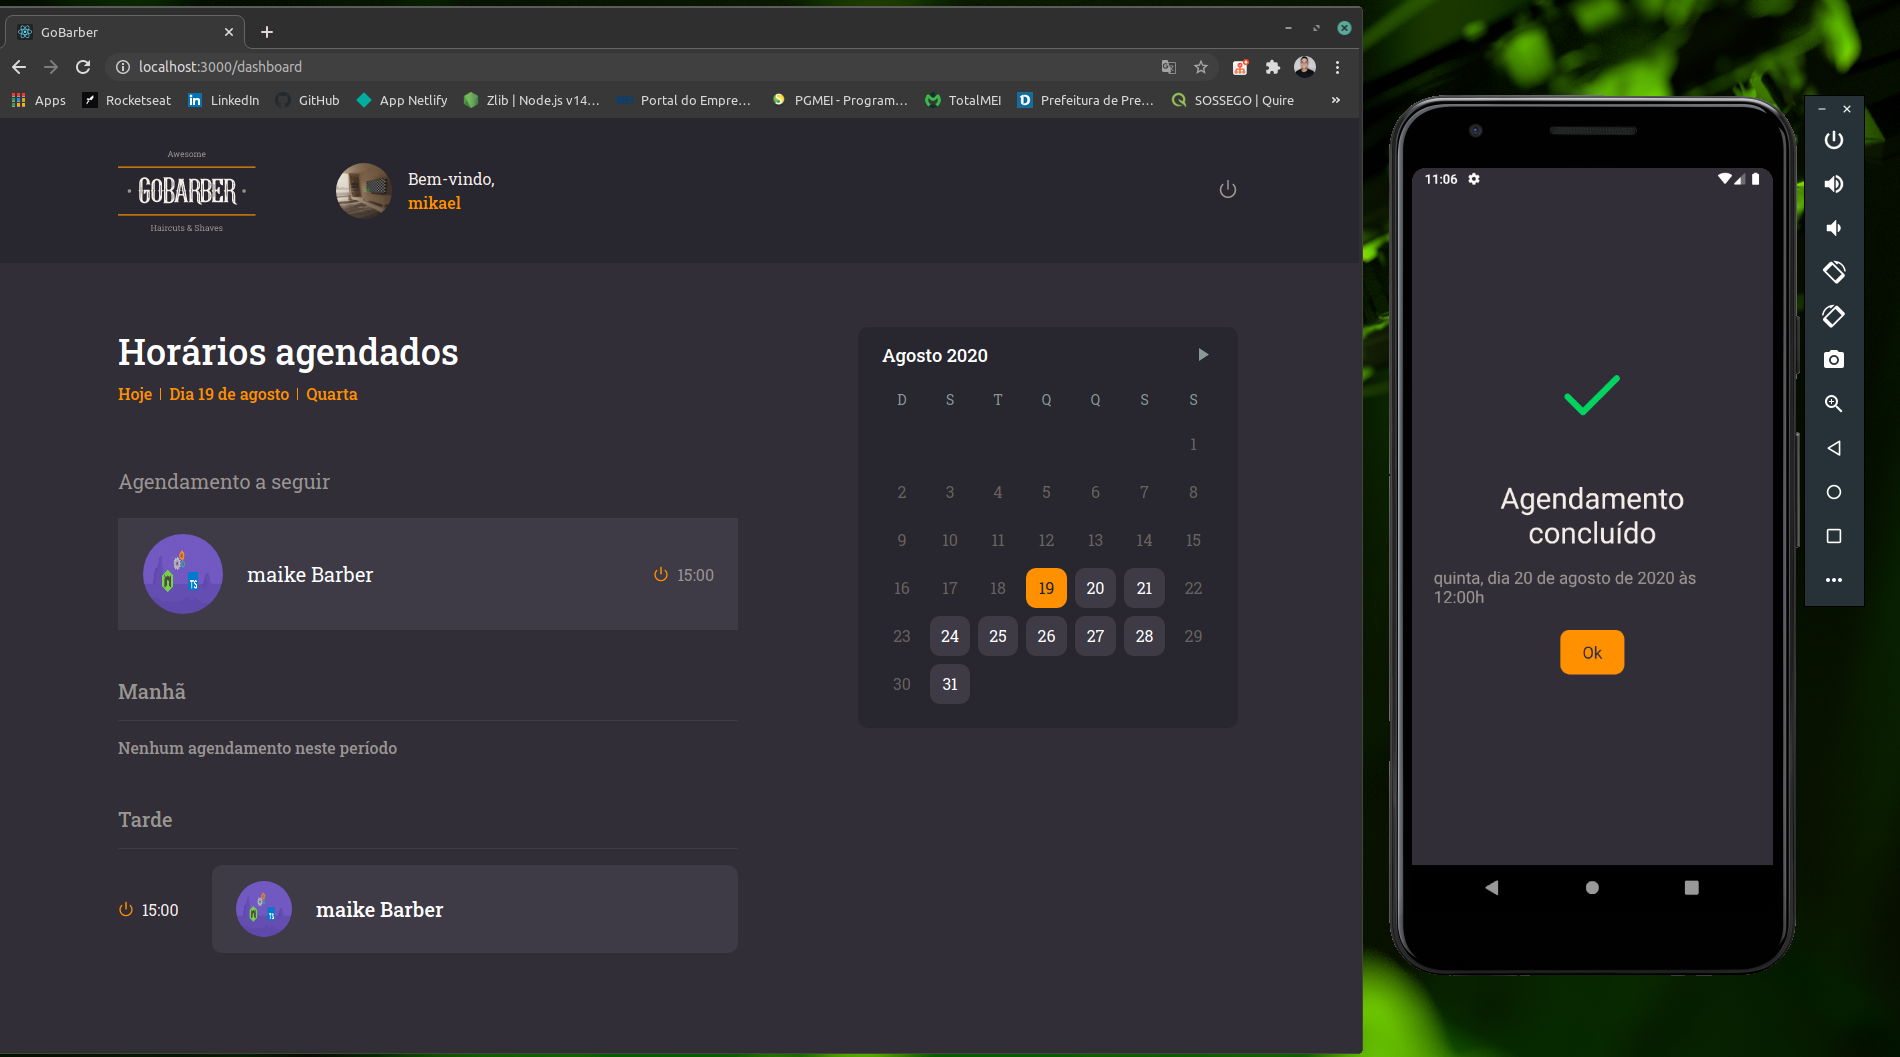 GoBarber
localhost:3000/dashboard
Apps
Rocketseat
LinkedIn
GitHub
App Netlify
Zlib | Node.js v14...
Portal do Empre...
PGMEI - Program...
TotalMEI
Prefeitura de Pre...
SOSSEGO | Quire
»
Awesome
GOBARBER
Haircuts & Shaves
Bem-vindo,
mikael
Horários agendados
Hoje | Dia 19 de agosto | Quarta
Agendamento a seguir
maike Barber
15:00
Manhã
Nenhum agendamento neste período
Tarde
15:00
maike Barber
Agosto 2020
D S T Q Q S S
1
2 3 4 5 6 7 8
9 10 11 12 13 14 15
16 17 18 19 20 21 22
23 24 25 26 27 28 29
30 31
11:06
Agendamento
concluído
quinta, dia 20 de agosto de 2020 às
12:00h
Ok